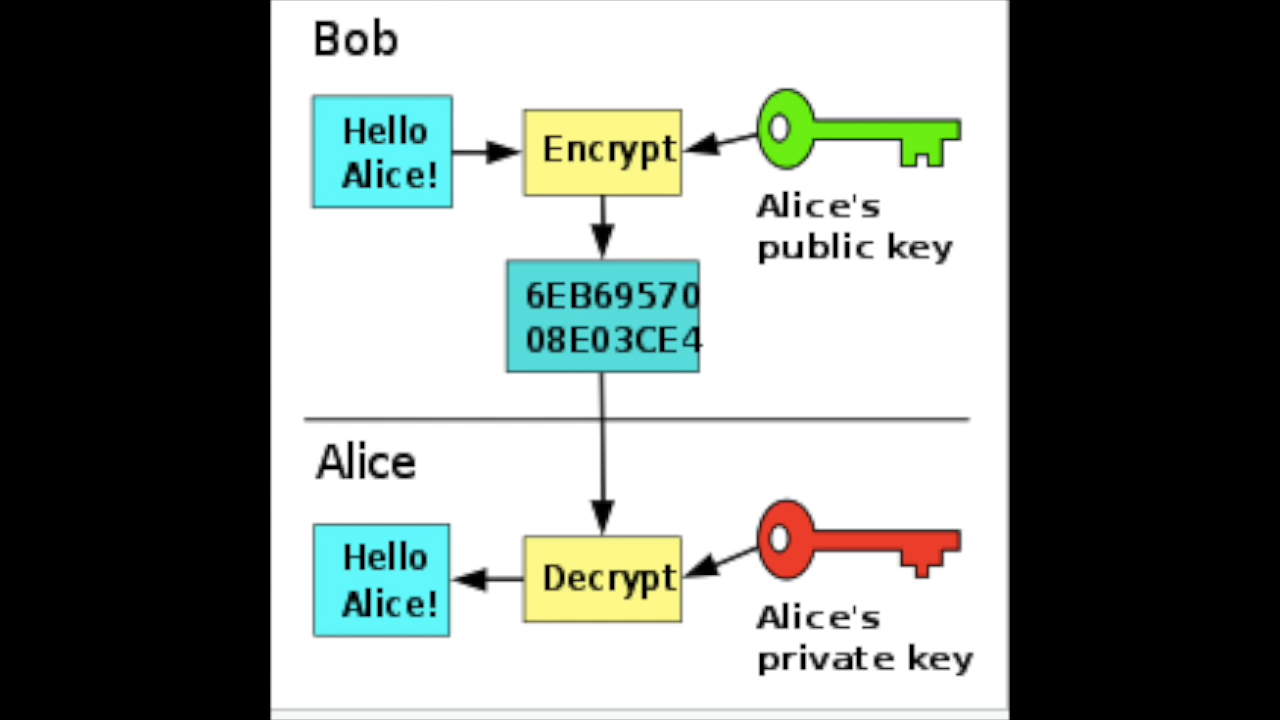 Bob
Hello
Alice!
Encrypt
Alice's
public key
6EB69570
08E03CE4
Alice
Hello
Alice!
Decrypt
Alice's
private key